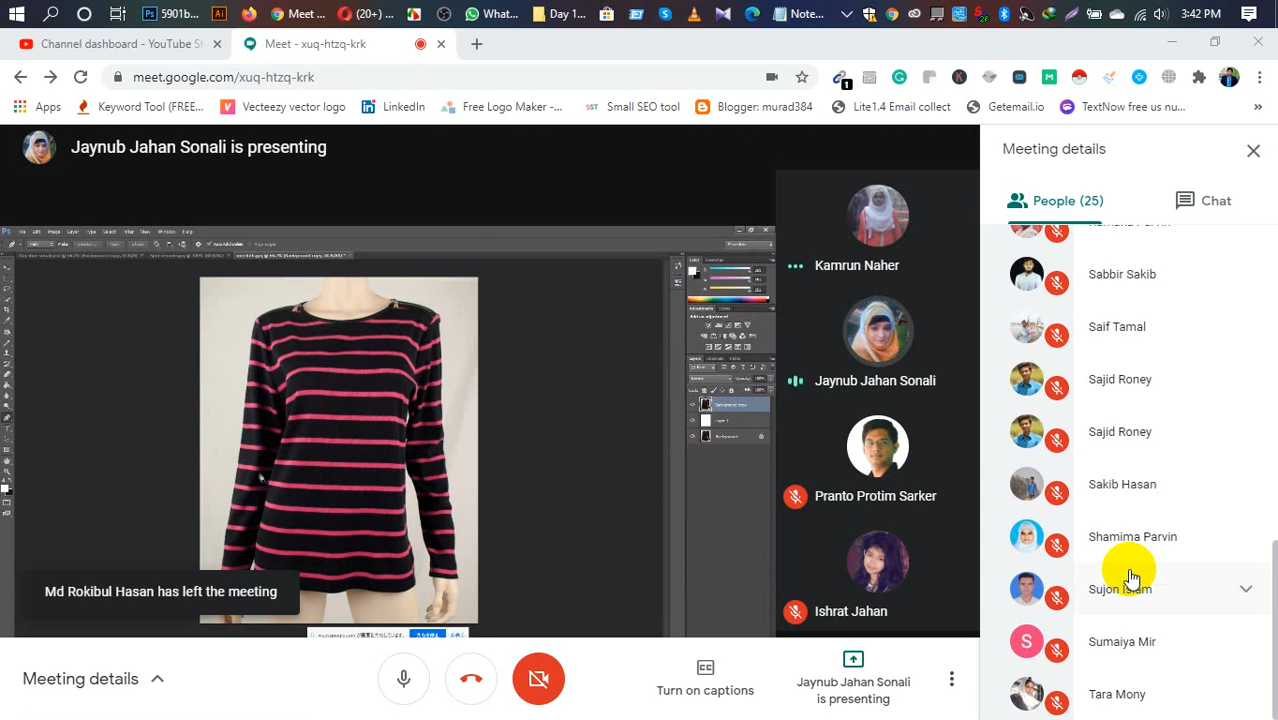 5901b...
Meet ...
(20+) ...
What...
Day 1...
Note...
3:42 PM
Channel dashboard - YouTube St
Meet - xuq-htzq-krk
meet.google.com/xuq-htzq-krk
1
Apps
Keyword Tool (FREE...
Vecteezy vector logo
LinkedIn
Free Logo Maker -...
SST
Small SEO tool
Blogger: murad384
Lite1.4 Email collect
Getemail.io
TextNow free us nu...
»
Jaynub Jahan Sonali is presenting
Meeting details
People (25)
Chat
Kamrun Naher
Jaynub Jahan Sonali
Pranto Protim Sarker
Ishrat Jahan
Sabbir Sakib
Saif Tamal
Sajid Roney
Sajid Roney
Sakib Hasan
Shamima Parvin
Sujon Islam
S
Sumaiya Mir
Tara Mony
Md Rokibul Hasan has left the meeting
Meeting details
Turn on captions
Jaynub Jahan Sonali
is presenting